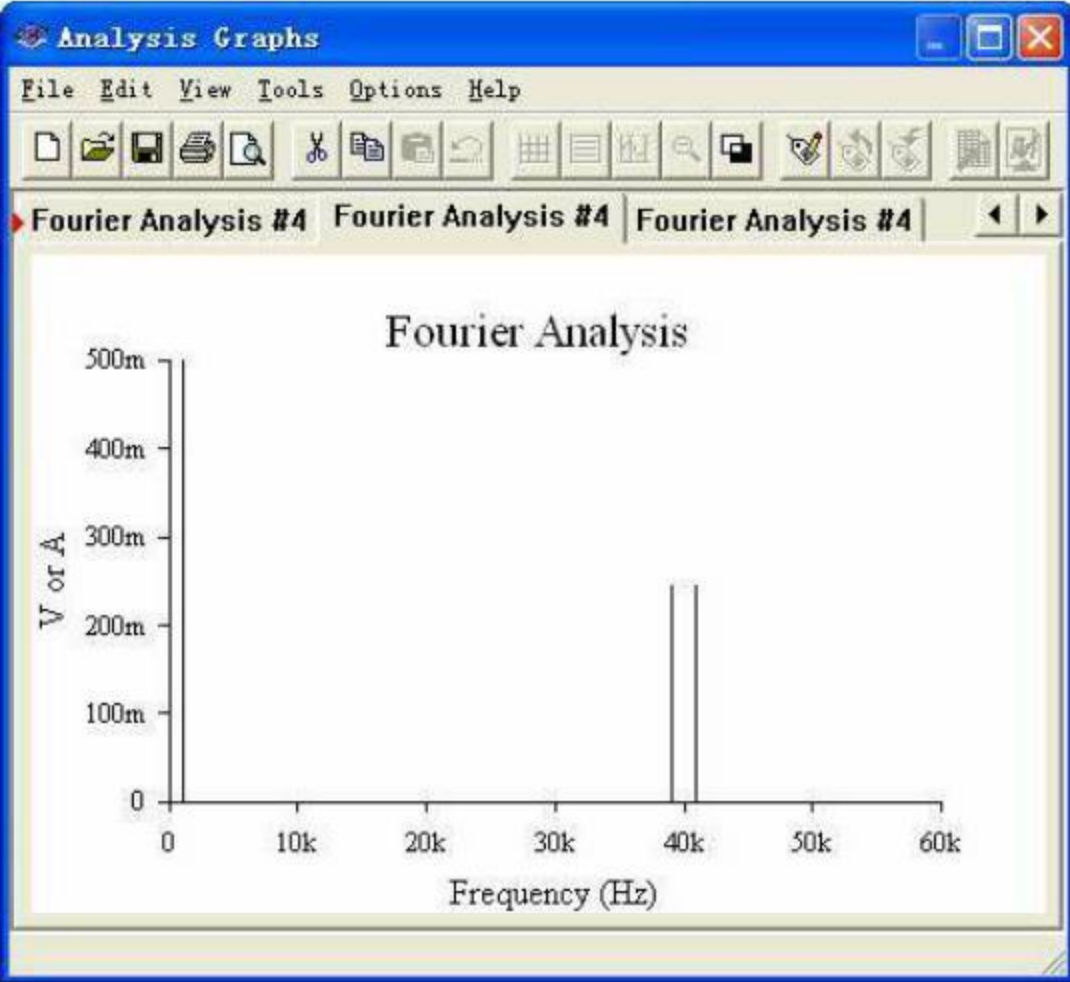 Analysis Graphs
File Edit View Tools Options Help
Fourier Analysis #4 Fourier Analysis #4 Fourier Analysis #4
Fourier Analysis
500m
400m
300m
200m
100m
0
V or A
0 10k 20k 30k 40k 50k 60k
Frequency (Hz)